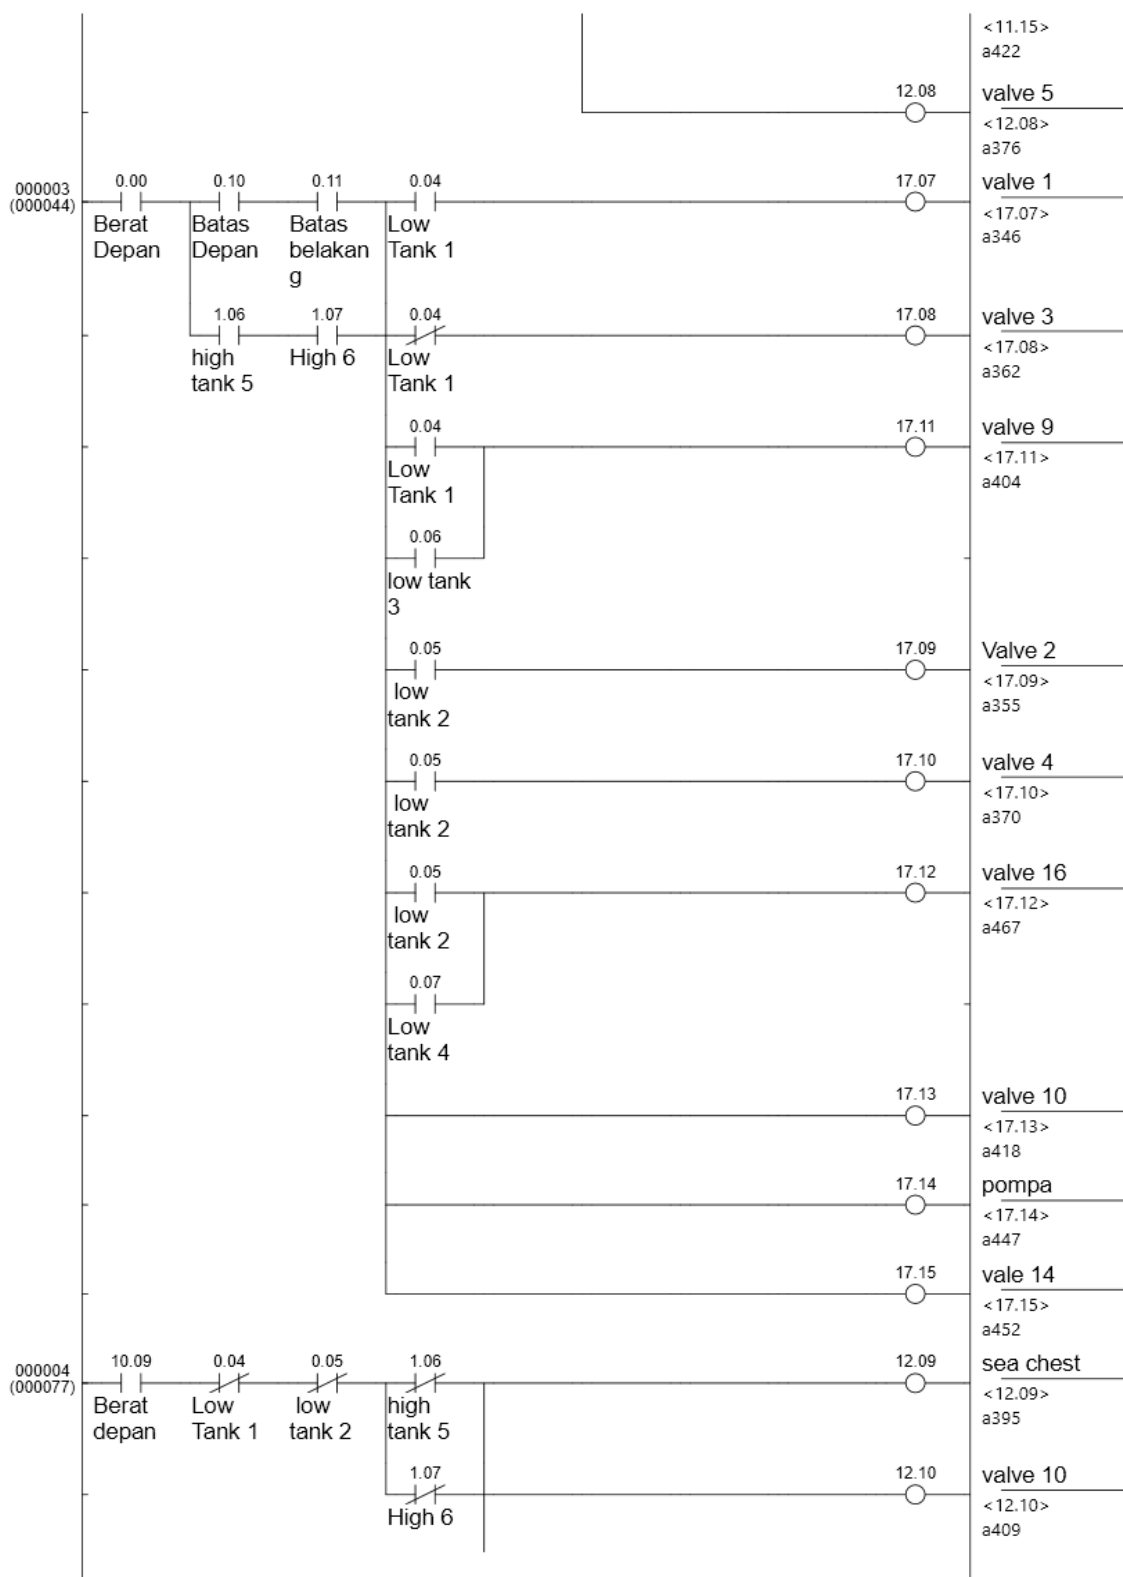 <11.15>
a422
12.08
valve 5
<12.08>
a376
000003
(000044)
0.00
0.10
0.11
0.04
17.07
valve 1
Berat
Depan
Batas
Depan
Batas
belakan
g
Low
Tank 1
<17.07>
a346
1.06
1.07
0.04
17.08
valve 3
high
tank 5
High 6
Low
Tank 1
<17.08>
a362
0.04
17.11
valve 9
Low
Tank 1
<17.11>
a404
0.06
low tank
3
0.05
17.09
Valve 2
low
tank 2
<17.09>
a355
0.05
17.10
valve 4
low
tank 2
<17.10>
a370
0.05
17.12
valve 16
low
tank 2
<17.12>
a467
0.07
Low
tank 4
17.13
valve 10
<17.13>
a418
17.14
pompa
<17.14>
a447
17.15
vale 14
<17.15>
a452
000004
(000077)
10.09
0.04
0.05
1.06
12.09
sea chest
Berat
depan
Low
Tank 1
low
tank 2
high
tank 5
<12.09>
a395
1.07
12.10
valve 10
High 6
<12.10>
a409